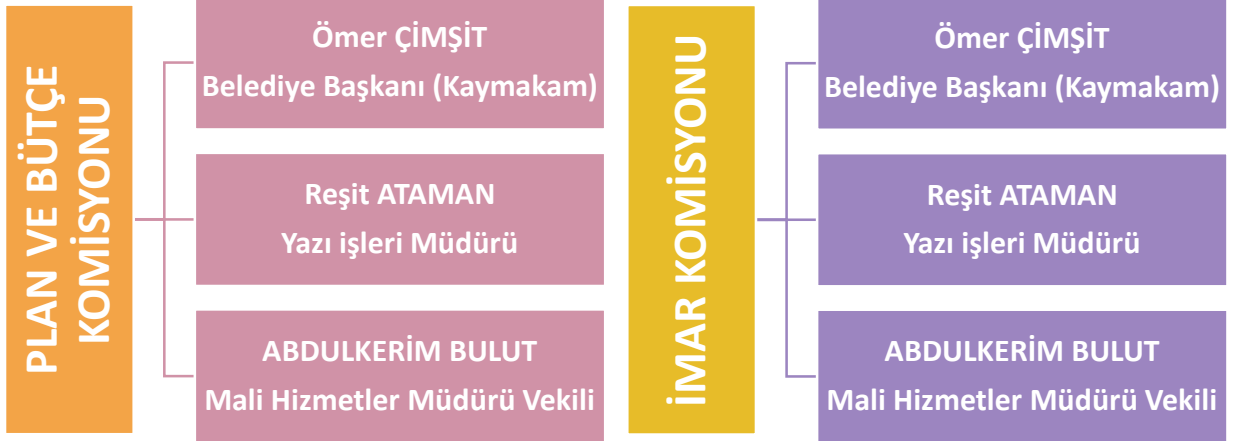 PLAN VE BÜTÇE
KOMİSYONU
Ömer ÇİMŞİT
Belediye Başkanı (Kaymakam)
Reşit ATAMAN
Yazı işleri Müdürü
ABDULKERİM BULUT
Mali Hizmetler Müdürü Vekili
İMAR KOMİSYONU
Ömer ÇİMŞİT
Belediye Başkanı (Kaymakam)
Reşit ATAMAN
Yazı işleri Müdürü
ABDULKERİM BULUT
Mali Hizmetler Müdürü Vekili